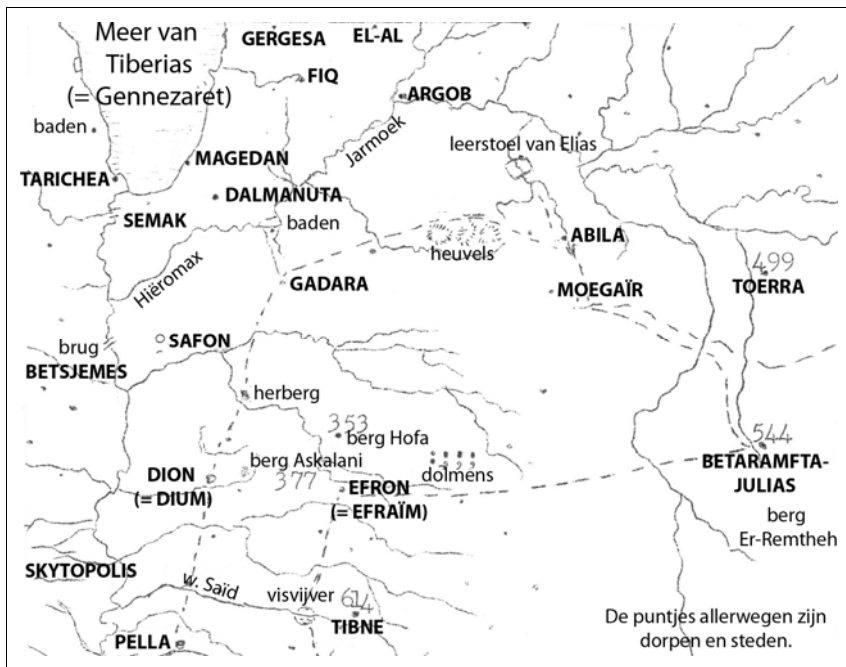 Meer van
Tiberias
(= Gennezaret)
GERGESA
EL-AL
FIQ
ARGOB
baden
leerstoel van Elias
Jarmoek
MAGEDAN
TARICHEA
DALMANUTA
SEMAK
baden
ABILA
heuvels
Hiëromax
499
GADARA
MOEGAÏR
TOERRA
SAFON
brug
BETSJEMES
herberg
353
berg Hofa
544
berg Askalani
dolmens
BETARAMFTA-
JULIAS
DION
(= DIUM)
377
EFRON
(= EFRAÏM)
berg
Er-Remtheh
SKYTOPOLIS
w. Saïd
visvijver
614
TIBNE
De puntjes allerwegen zijn
dorpen en steden.
PELLA